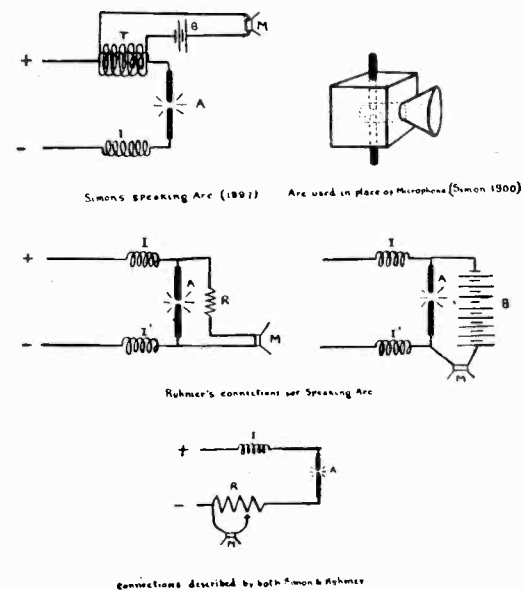 T
B
M
+
A
-
I
Simons Speaking Arc (1897)
Arc used in place of Microphone (Simon 1900)
+
I
A
R
-
I'
M
I
A
B
I'
M
Ruhmer's connections for Speaking Arc
+
I
A
-
R
M
Connections described by both Simon & Ruhmer